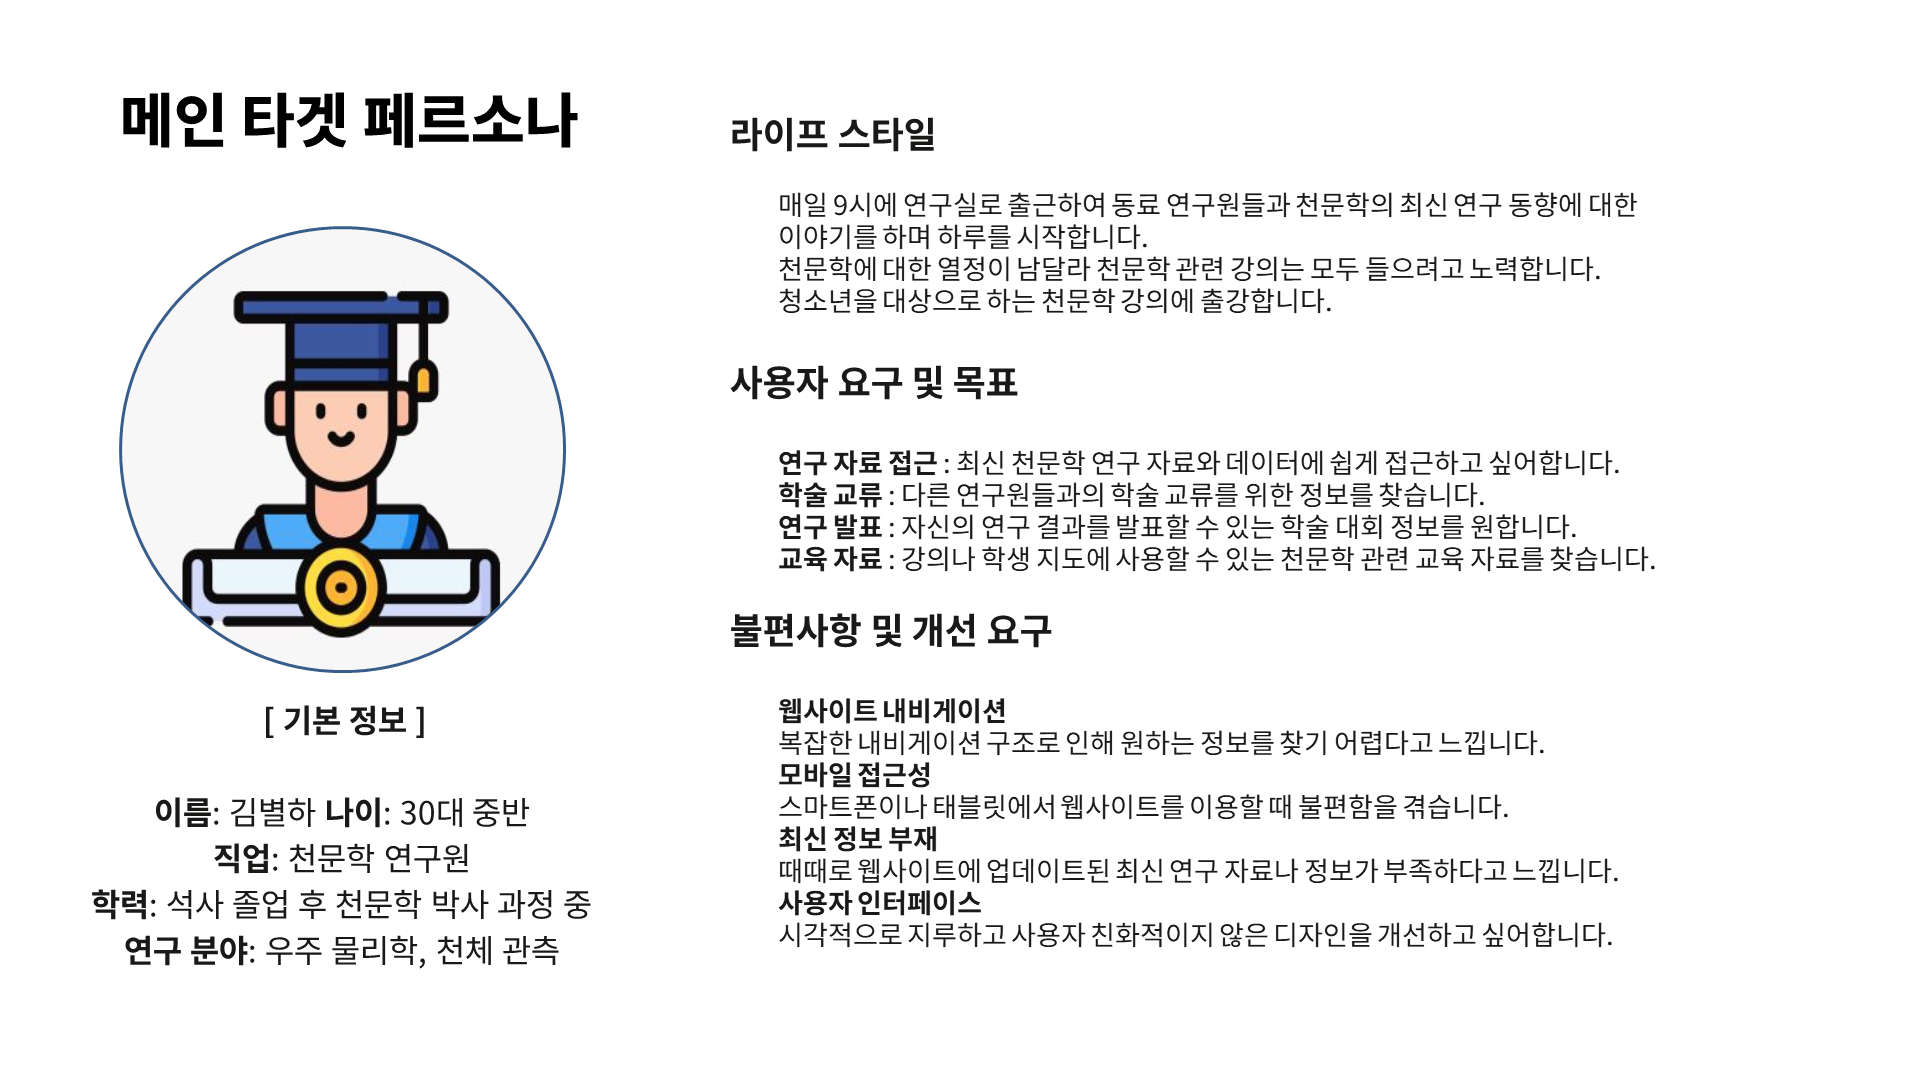 메인 타겟 페르소나
[ 기본 정보 ]
이름: 김별하 나이: 30대 중반
직업: 천문학 연구원
학력: 석사 졸업 후 천문학 박사 과정 중
연구 분야: 우주 물리학, 천체 관측
라이프 스타일
매일 9시에 연구실로 출근하여 동료 연구원들과 천문학의 최신 연구 동향에 대한
이야기를 하며 하루를 시작합니다.
천문학에 대한 열정이 남달라 천문학 관련 강의는 모두 들으려고 노력합니다.
청소년을 대상으로 하는 천문학 강의에 출강합니다.
사용자 요구 및 목표
연구 자료 접근 : 최신 천문학 연구 자료와 데이터에 쉽게 접근하고 싶어합니다.
학술 교류 : 다른 연구원들과의 학술 교류를 위한 정보를 찾습니다.
연구 발표 : 자신의 연구 결과를 발표할 수 있는 학술 대회 정보를 원합니다.
교육 자료 : 강의나 학생 지도에 사용할 수 있는 천문학 관련 교육 자료를 찾습니다.
불편사항 및 개선 요구
웹사이트 내비게이션
복잡한 내비게이션 구조로 인해 원하는 정보를 찾기 어렵다고 느낍니다.
모바일 접근성
스마트폰이나 태블릿에서 웹사이트를 이용할 때 불편함을 겪습니다.
최신 정보 부재
때때로 웹사이트에 업데이트된 최신 연구 자료나 정보가 부족하다고 느낍니다.
사용자 인터페이스
시각적으로 지루하고 사용자 친화적이지 않은 디자인을 개선하고 싶어합니다.